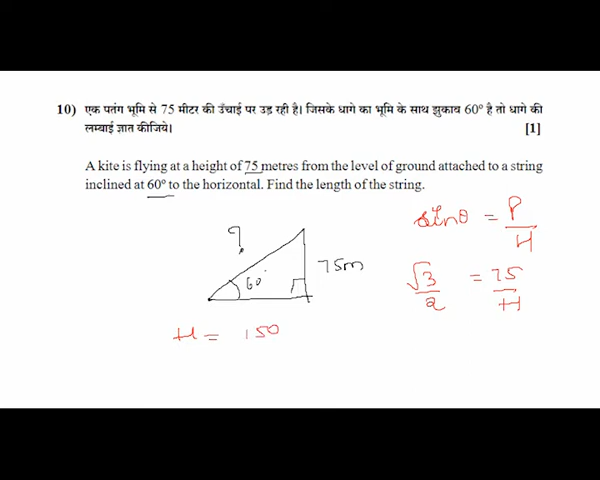 10) एक पतंग भूमि से 75 मीटर की उँचाई पर उड़ रही है। जिसके धागे का भूमि के साथ झुकाव 60° है तो धागे की
लम्बाई ज्ञात कीजिये। [1]
A kite is flying at a height of 75 metres from the level of ground attached to a string
inclined at 60° to the horizontal. Find the length of the string.
sinθ = P/H
?
75m
60°
√3/2 = 75/H
H = 150